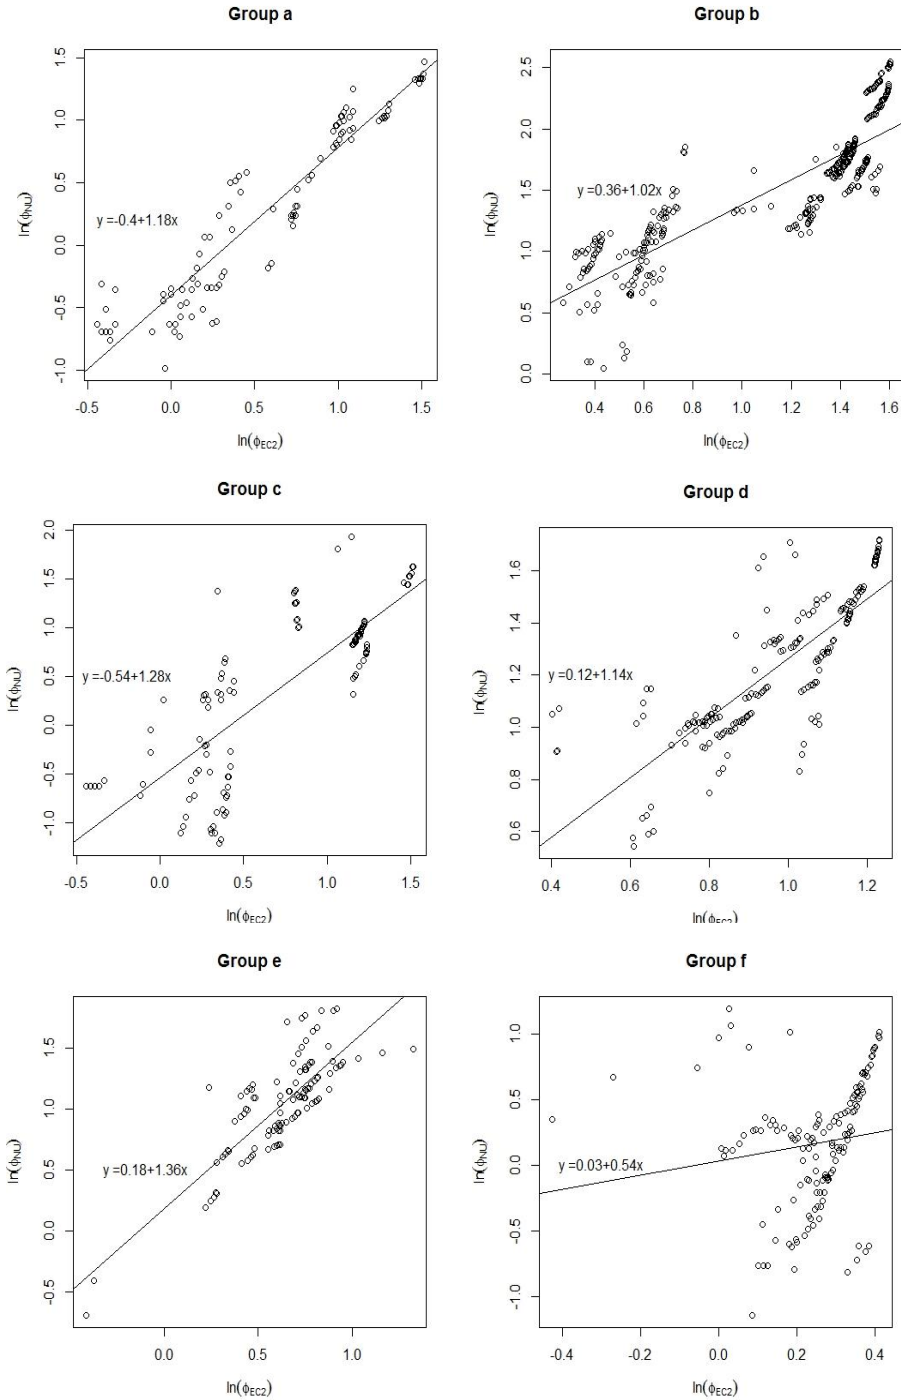 Group a
ln(ϕNLI)
1.5
1.0
0.5
0.0
-0.5
-1.0
y =-0.4+1.18x
-0.5 0.0 0.5 1.0 1.5
ln(ϕEC2)
Group b
ln(ϕNLI)
2.5
2.0
1.5
1.0
0.5
0.0
y =0.36+1.02x
0.4 0.6 0.8 1.0 1.2 1.4 1.6
ln(ϕEC2)
Group c
ln(ϕNLI)
2.0
1.5
1.0
0.5
0.0
-0.5
-1.0
y =-0.54+1.28x
-0.5 0.0 0.5 1.0 1.5
ln(ϕEC2)
Group d
ln(ϕNLI)
1.6
1.4
1.2
1.0
0.8
0.6
y =0.12+1.14x
0.4 0.6 0.8 1.0 1.2
ln(ϕEC2)
Group e
ln(ϕNLI)
1.5
1.0
0.5
0.0
-0.5
y =0.18+1.36x
0.0 0.5 1.0
ln(ϕEC2)
Group f
ln(ϕNLI)
1.0
0.5
0.0
-0.5
-1.0
y =0.03+0.54x
-0.4 -0.2 0.0 0.2 0.4
ln(ϕEC2)